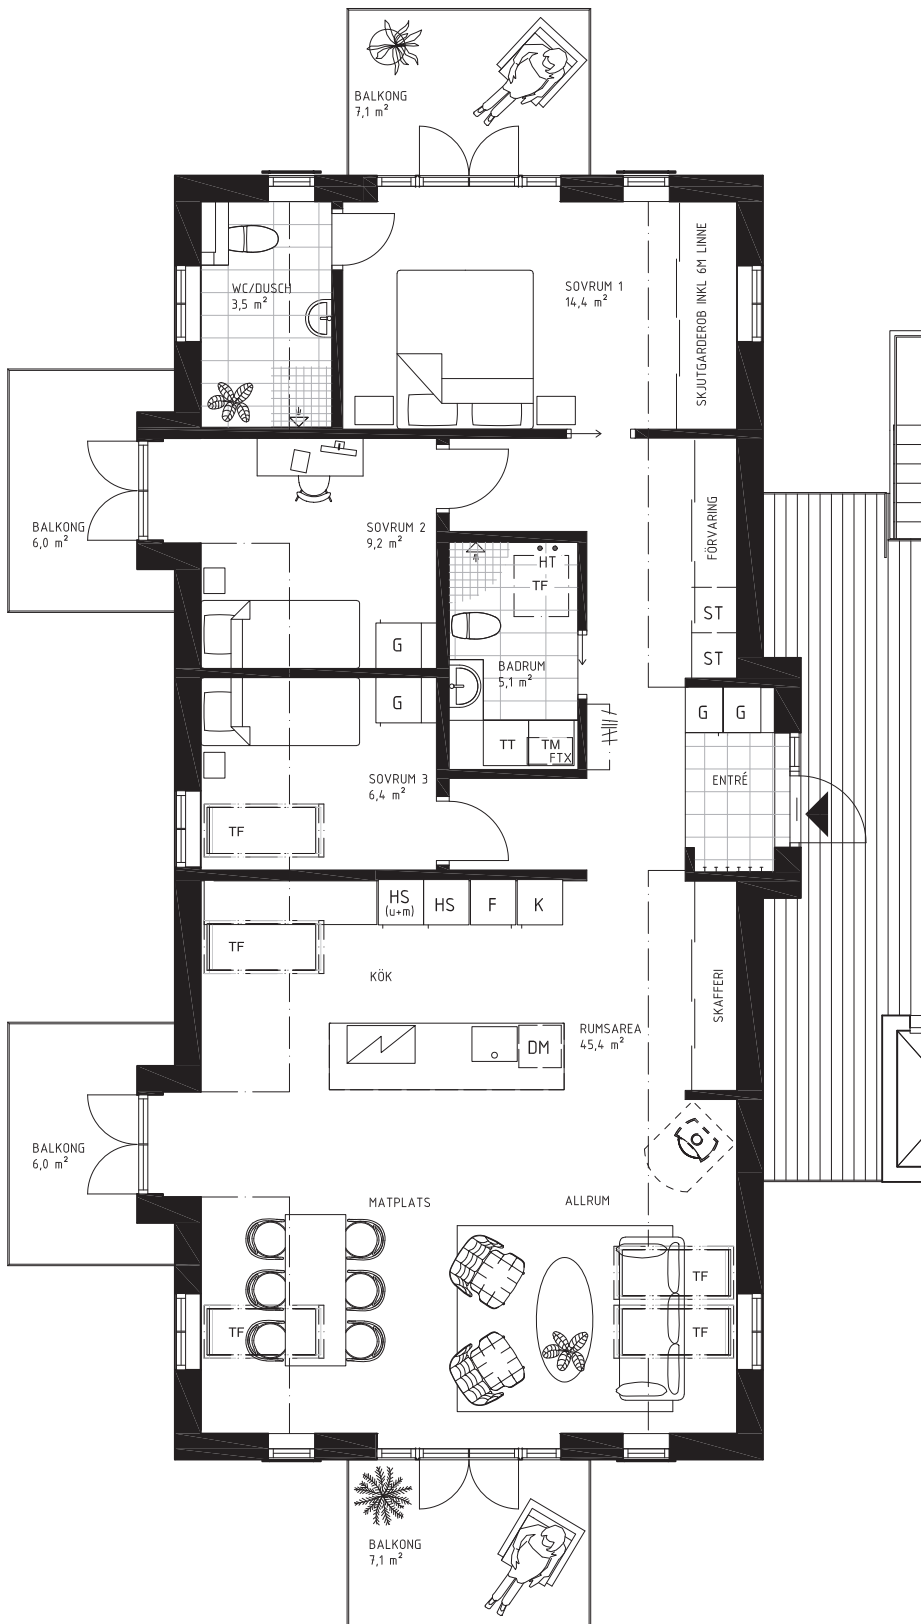 BALKONG
7,1 m²
WC/DUSCH
3,5 m²
SOVRUM 1
14,4 m²
SKJUTGARDEROB INKL 6M LINNE
BALKONG
6,0 m²
SOVRUM 2
9,2 m²
G
HT
TF
BADRUM
5,1 m²
TT
TM
FTX
FÖRVARING
ST
ST
G
SOVRUM 3
6,4 m²
TF
G
G
ENTRÉ
HS
(u+m)
HS
F
K
TF
KÖK
SKAFFERI
RUMSAREA
45,4 m²
DM
BALKONG
6,0 m²
MATPLATS
ALLRUM
TF
TF
TF
BALKONG
7,1 m²